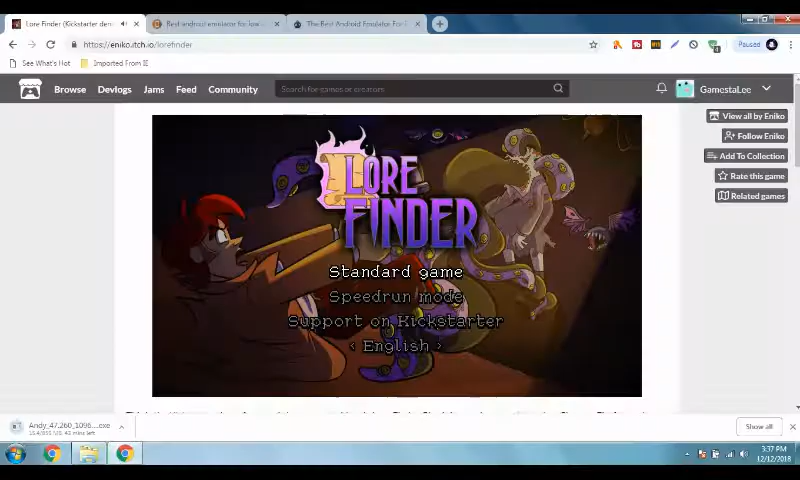 Lore Finder (Kickstarter dem
Best android emulator for low
The Best Android Emulator For
https://eniko.itch.io/lorefinder
Paused
See What's Hot
Imported From IE
Browse
Devlogs
Jams
Feed
Community
Search for games or creators
GamestaLee
View all by Eniko
Follow Eniko
Add To Collection
Rate this game
Related games
LORE
FINDER
Standard game
Speedrun mode
Support on Kickstarter
< English >
Andy_47.260_1096....exe
Show all
3:37 PM
12/12/2018